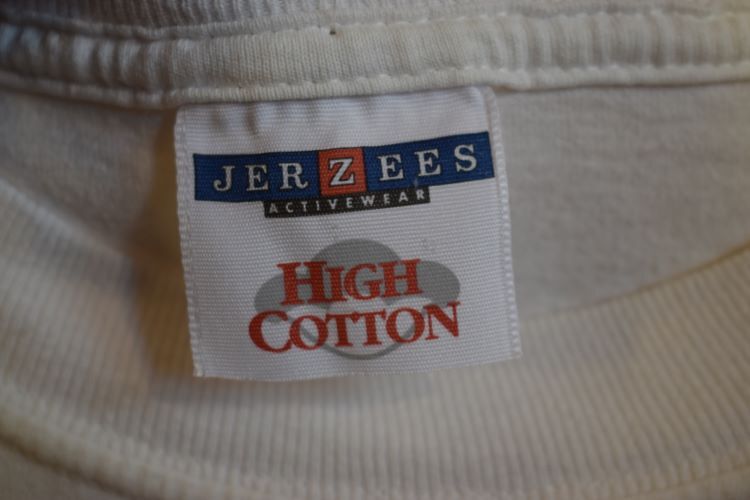 JERZEES
ACTIVEWEAR
HIGH
COTTON